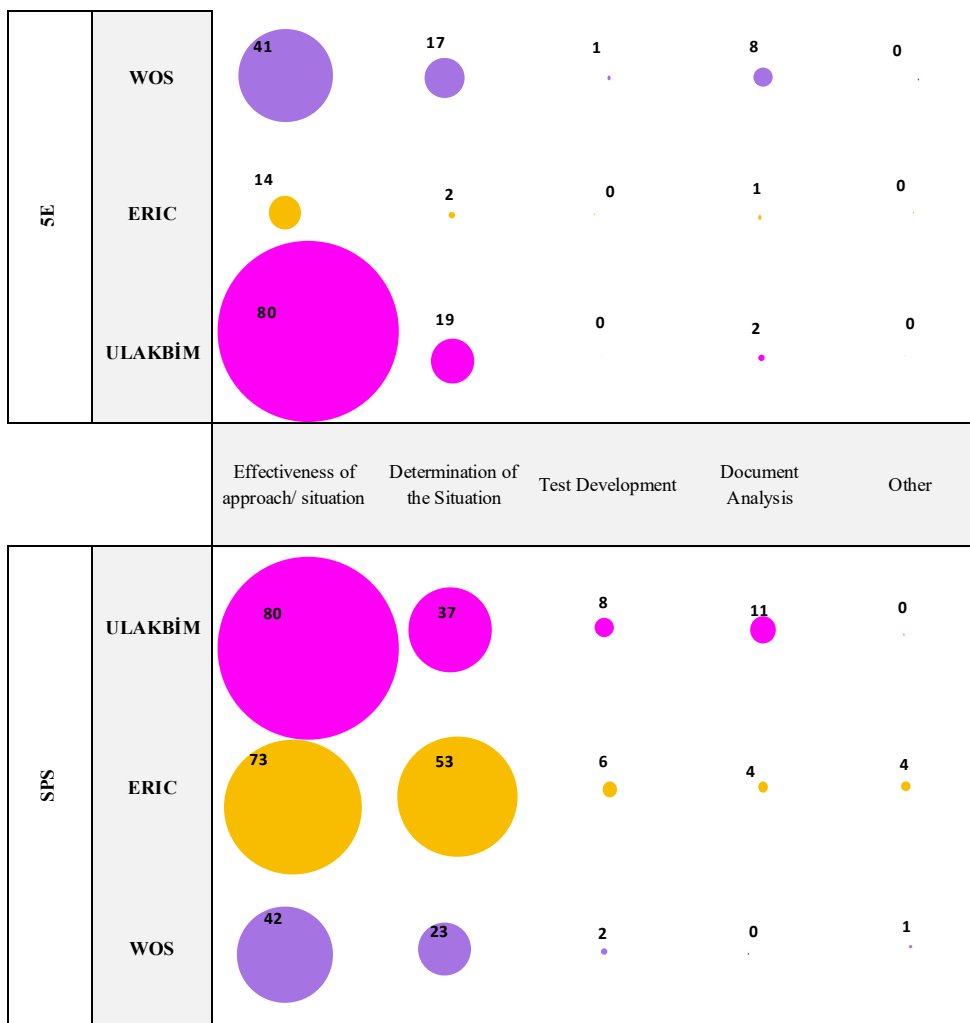 5E
WOS
41
17
1
8
0
ERIC
14
2
0
1
0
ULAKBİM
80
19
0
2
0
Effectiveness of
approach/ situation
Determination of
the Situation
Test Development
Document
Analysis
Other
SPS
ULAKBİM
80
37
8
11
0
ERIC
73
53
6
4
4
WOS
42
23
2
0
1